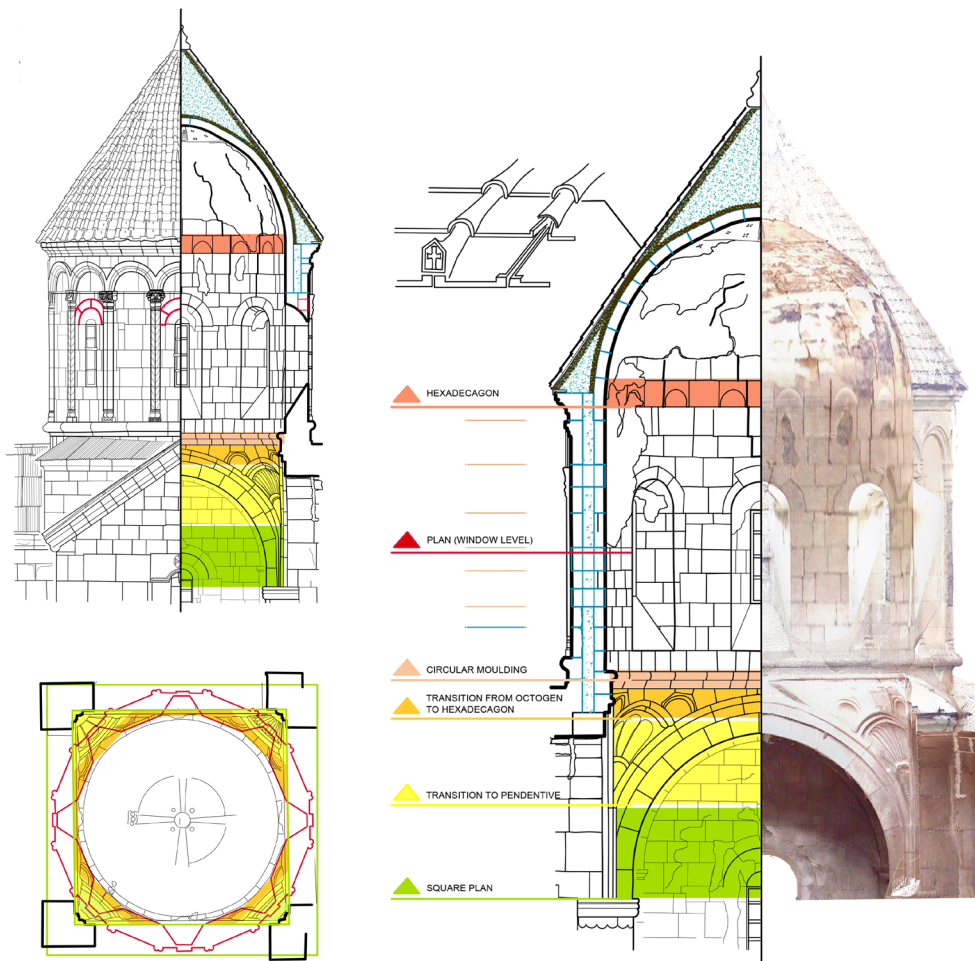 HEXADECAGON
PLAN (WINDOW LEVEL)
CIRCULAR MOULDING
TRANSITION FROM OCTOGEN
TO HEXADECAGON
TRANSITION TO PENDENTIVE
SQUARE PLAN